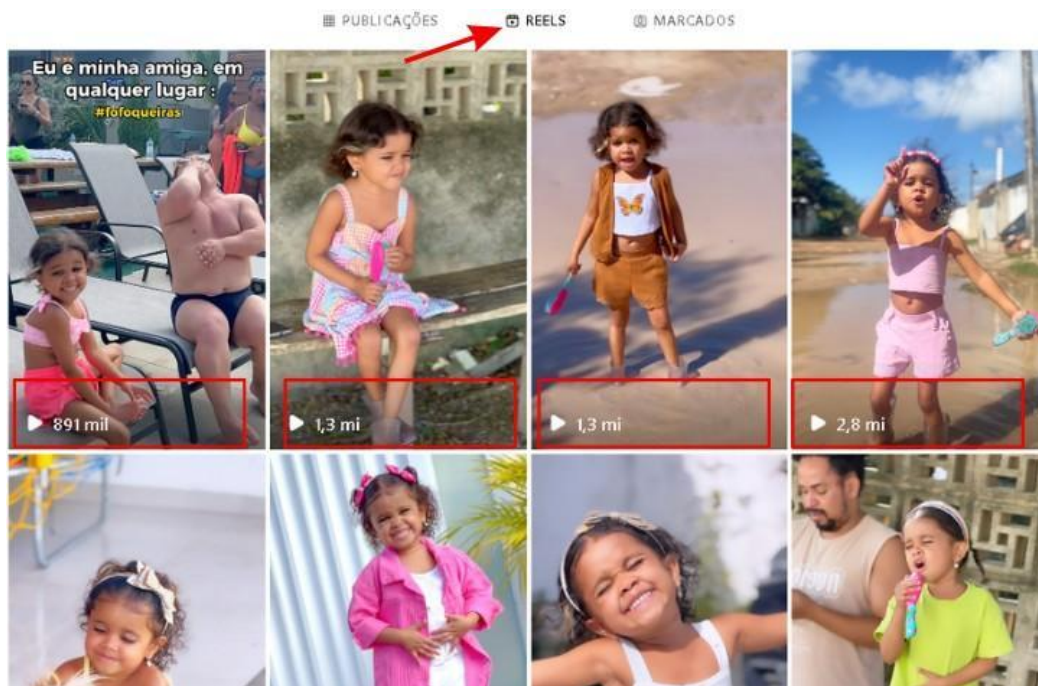 PUBLICAÇÕES
REELS
MARCADOS
Eu e minha amiga, em
qualquer lugar :
#fofoqueiras
891 mil
1,3 mi
1,3 mi
2,8 mi